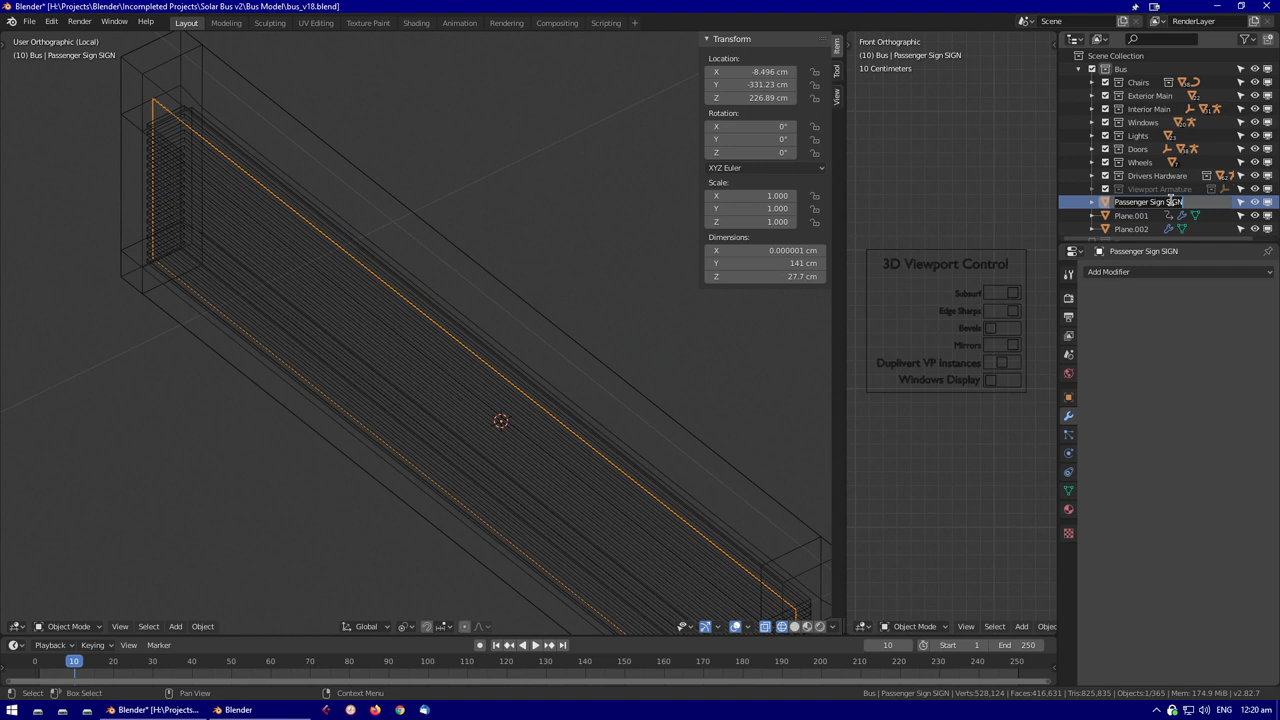 Blender* [H:\Projects\Blender\Incompleted Projects\Solar Bus v2\Bus Model\bus_v18.blend]
File Edit Render Window Help Layout Modeling Sculpting UV Editing Texture Paint Shading Animation Rendering Compositing Scripting + Scene RenderLayer
User Orthographic (Local)
(10) Bus | Passenger Sign SIGN
Transform
Location:
X -8.496 cm
Y -331.23 cm
Z 226.89 cm
Rotation:
X 0°
Y 0°
Z 0°
XYZ Euler
Scale:
X 1.000
Y 1.000
Z 1.000
Dimensions:
X 0.000001 cm
Y 141 cm
Z 27.7 cm
Item
Tool
View
Front Orthographic
(10) Bus | Passenger Sign SIGN
10 Centimeters
3D Viewport Control
Subsurf
Edge Sharps
Bevels
Mirrors
Duplivert VP Instances
Windows Display
Scene Collection
Bus
Chairs
Exterior Main
Interior Main
Windows
Lights
Doors
Wheels
Drivers Hardware
Viewport Armature
Passenger Sign SIGN
Plane.001
Plane.002
Passenger Sign SIGN
Add Modifier
Object Mode View Select Add Object Global
Object Mode View Select Add Object
Playback Keying View Marker 10 Start 1 End 250
0 10 20 30 40 50 60 70 80 90 100 110 120 130 140 150 160 170 180 190 200 210 220 230 240 250
Select Box Select Pan View Context Menu Bus | Passenger Sign SIGN | Verts:528,124 | Faces:416,631 | Tris:825,835 | Objects:1/365 | Mem: 174.9 MiB | v2.82.7
Blender* [H:\Projects... Blender ENG 12:20 am